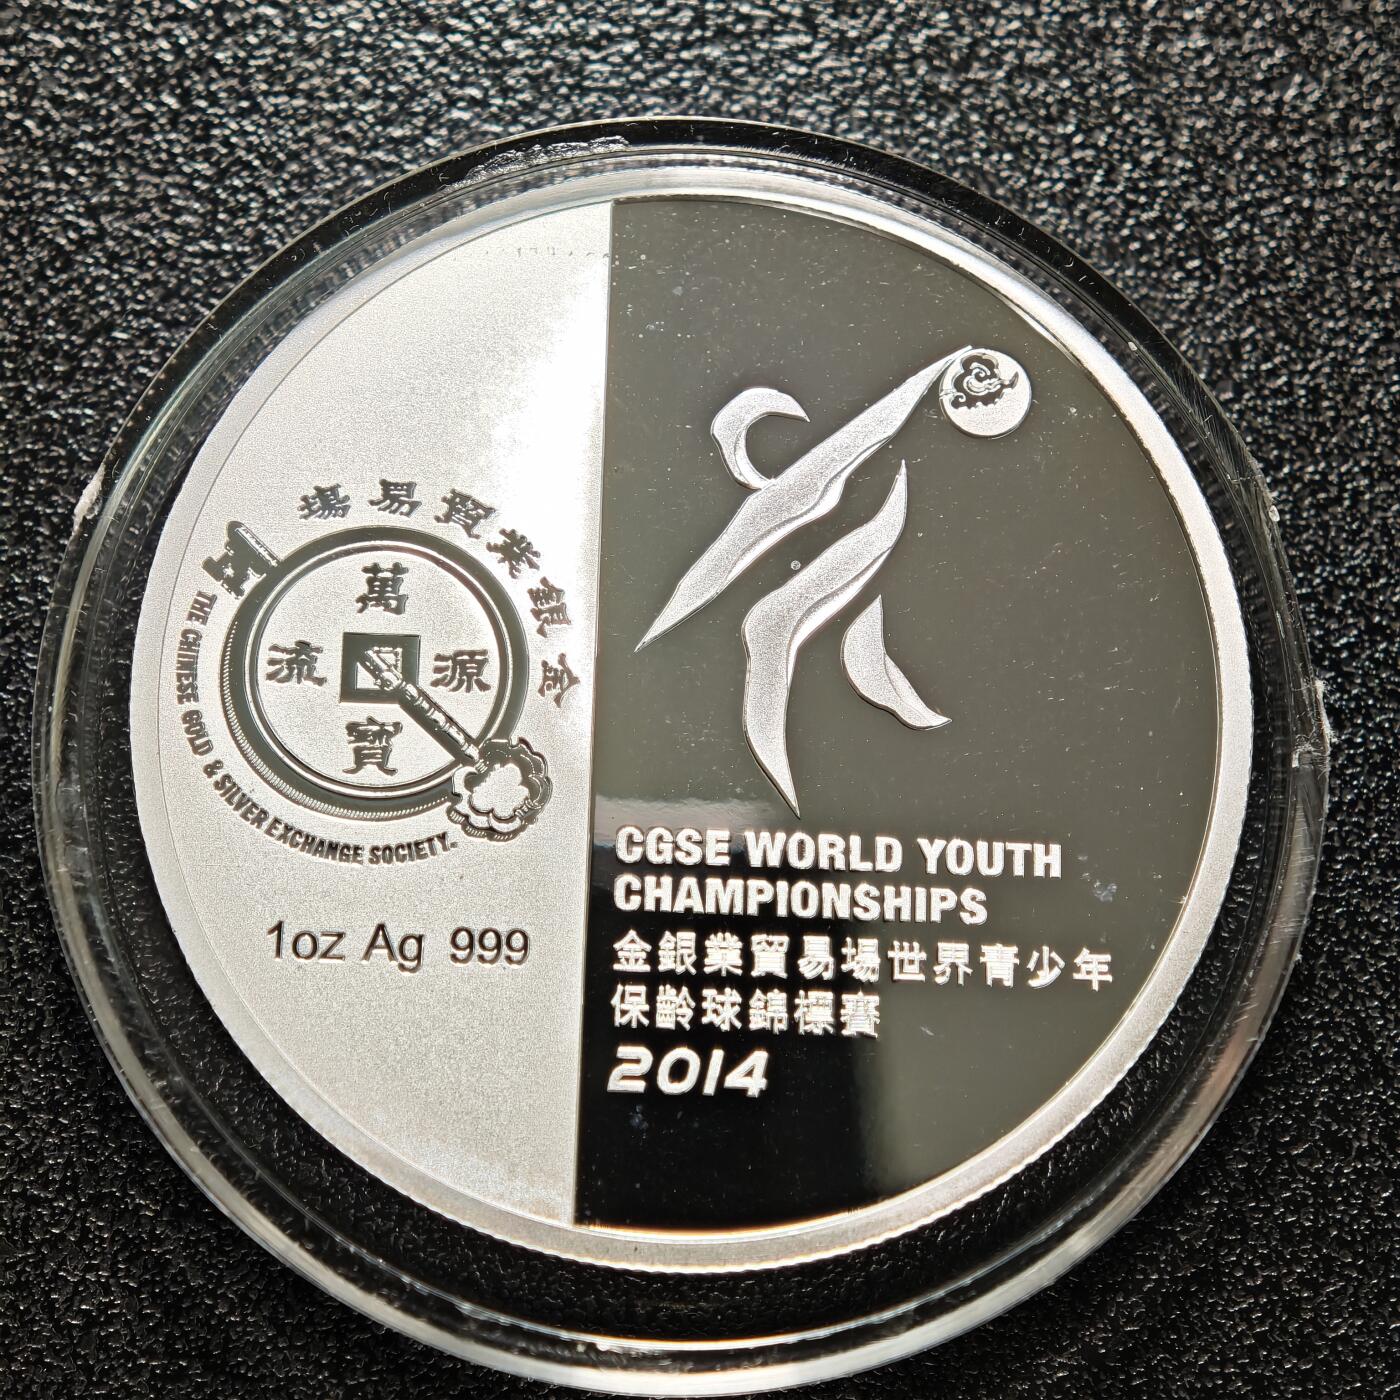 金銀業貿易場
萬
流 源
寶
THE CHINESE GOLD & SILVER EXCHANGE SOCIETY.
1oz Ag 999
CGSE WORLD YOUTH
CHAMPIONSHIPS
金銀業貿易場世界青少年
保齡球錦標賽
2014